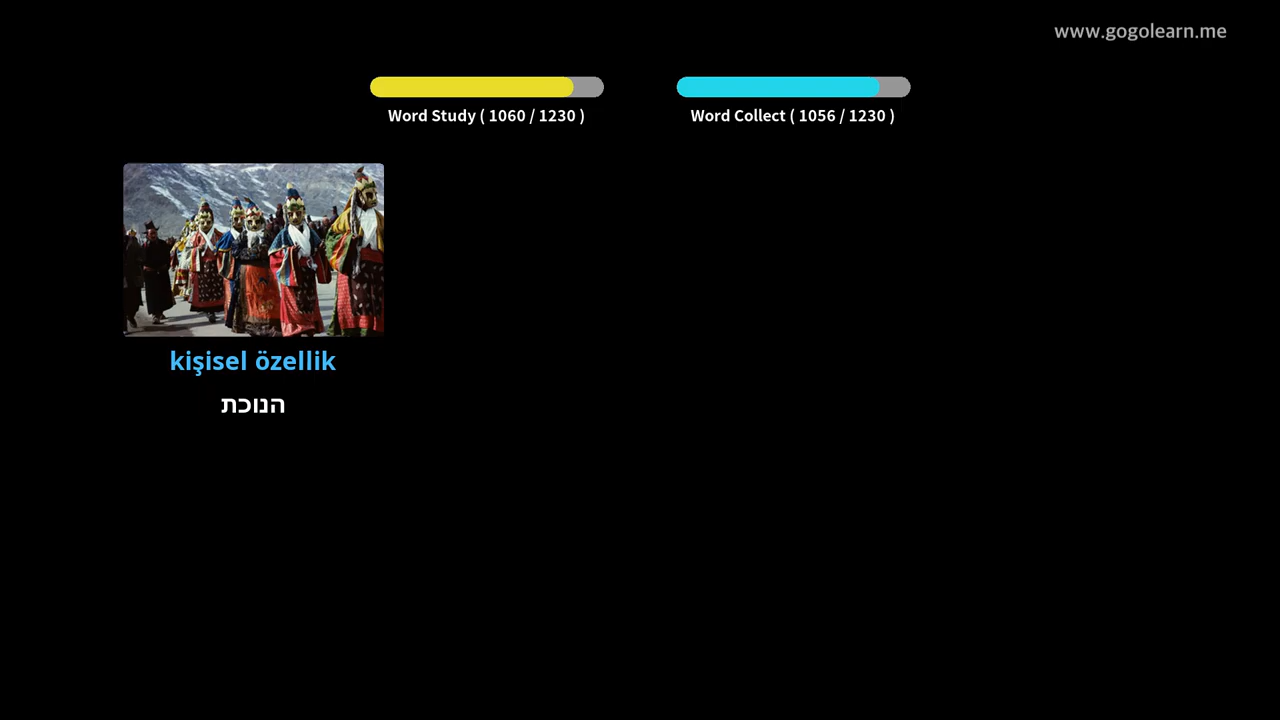 www.gogolearn.me
Word Study ( 1060 / 1230 )
Word Collect ( 1056 / 1230 )
kişisel özellik
הנוכת